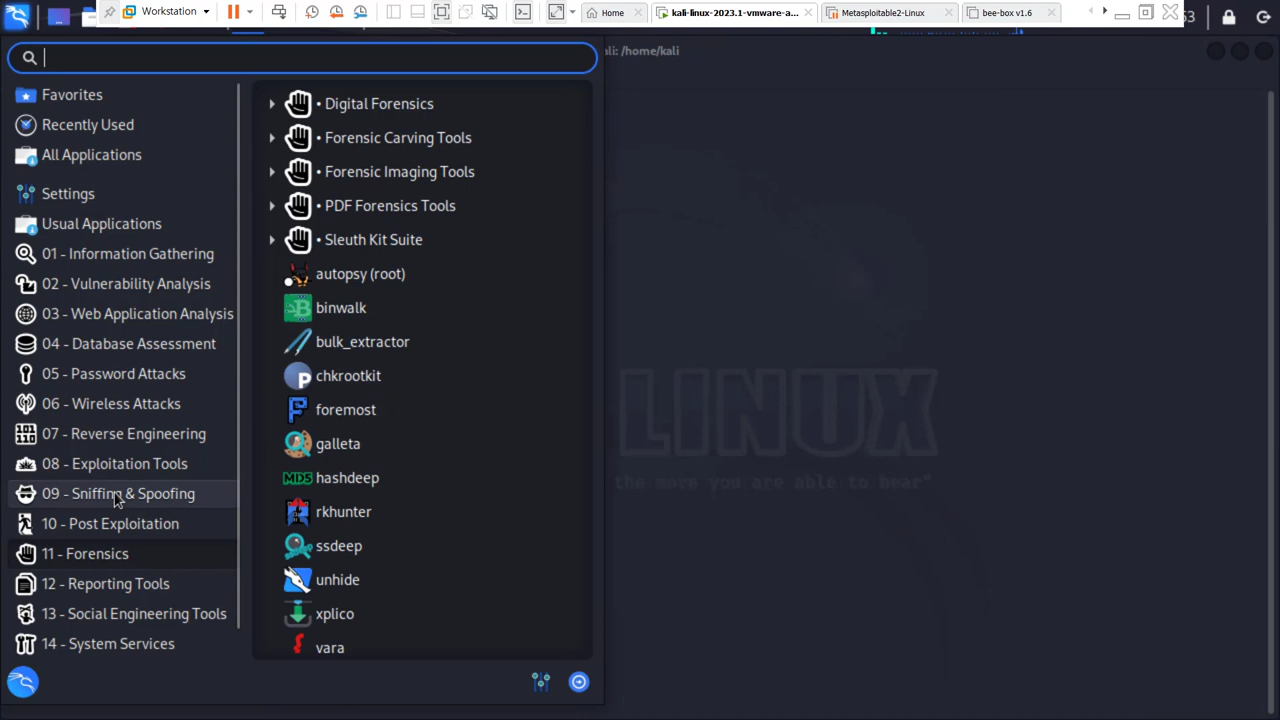 Workstation
Home
kali-linux-2023.1-vmware-a...
Metasploitable2-Linux
bee-box v1.6
53
ali: /home/kali
Favorites
Recently Used
All Applications
Settings
Usual Applications
01 - Information Gathering
02 - Vulnerability Analysis
03 - Web Application Analysis
04 - Database Assessment
05 - Password Attacks
06 - Wireless Attacks
07 - Reverse Engineering
08 - Exploitation Tools
09 - Sniffing & Spoofing
10 - Post Exploitation
11 - Forensics
12 - Reporting Tools
13 - Social Engineering Tools
14 - System Services
• Digital Forensics
• Forensic Carving Tools
• Forensic Imaging Tools
• PDF Forensics Tools
• Sleuth Kit Suite
autopsy (root)
binwalk
bulk_extractor
chkrootkit
foremost
galleta
MD5 hashdeep
rkhunter
ssdeep
unhide
xplico
yara
LINUX
the more you are able to hear"